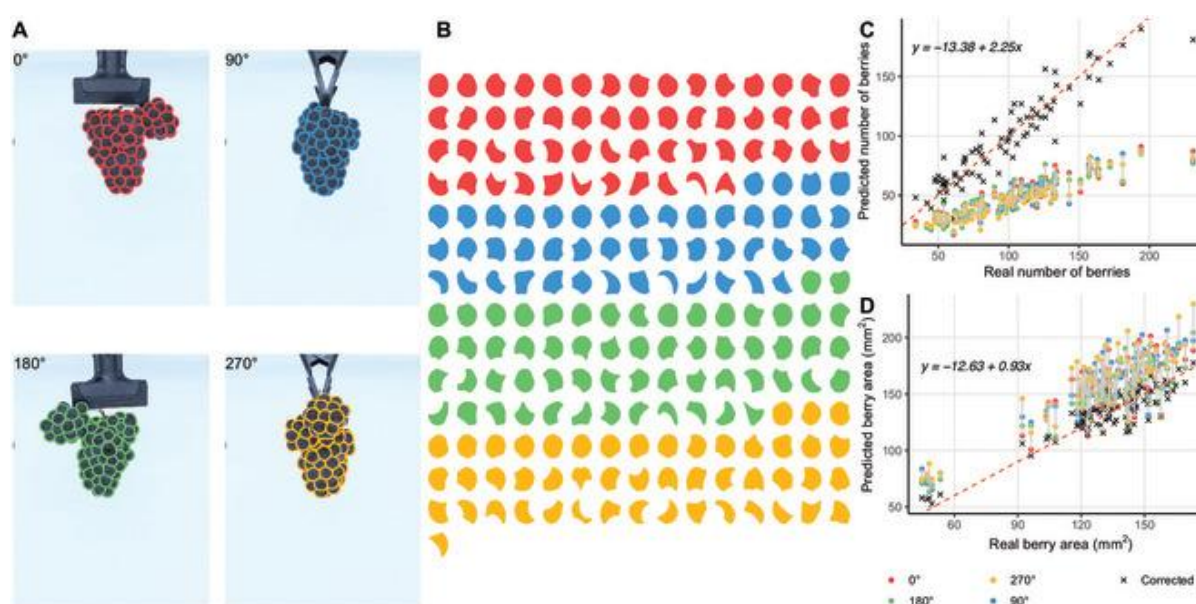 A
0°
90°
180°
270°
B
C
y = −13.38 + 2.25x
Predicted number of berries
150
100
50
50
100
150
200
Real number of berries
D
y = −12.63 + 0.93x
Predicted berry area (mm²)
200
150
100
50
60
90
120
150
Real berry area (mm²)
0°
270°
Corrected
180°
90°